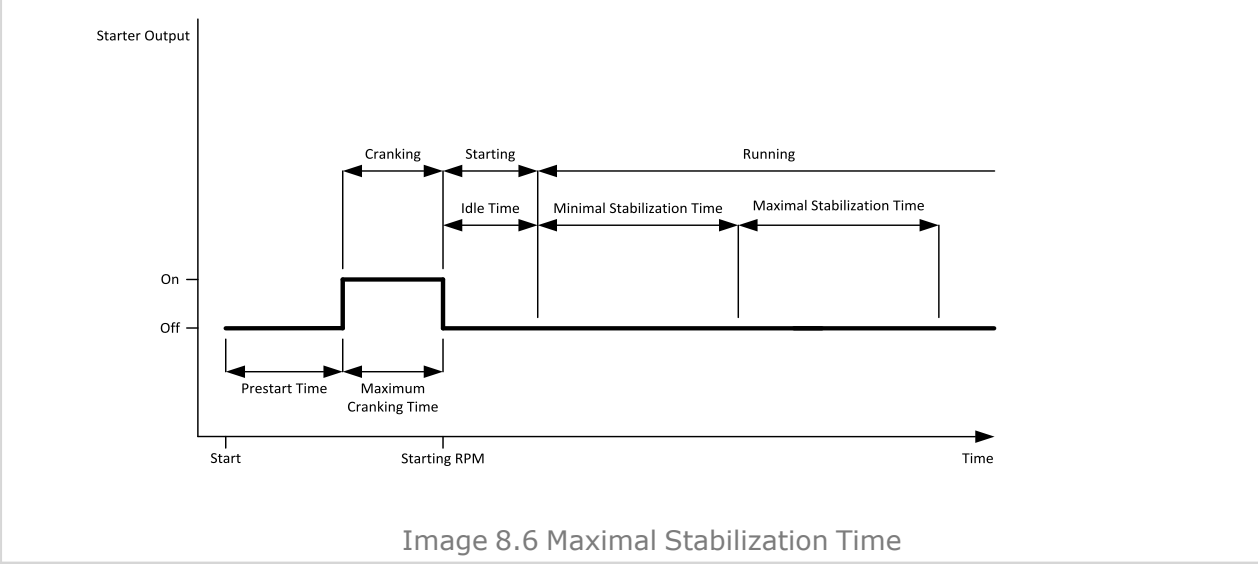 Starter Output
Cranking
Starting
Running
Idle Time
Minimal Stabilization Time
Maximal Stabilization Time
On
Off
Prestart Time
Maximum
Cranking Time
Start
Starting RPM
Time
Image 8.6 Maximal Stabilization Time